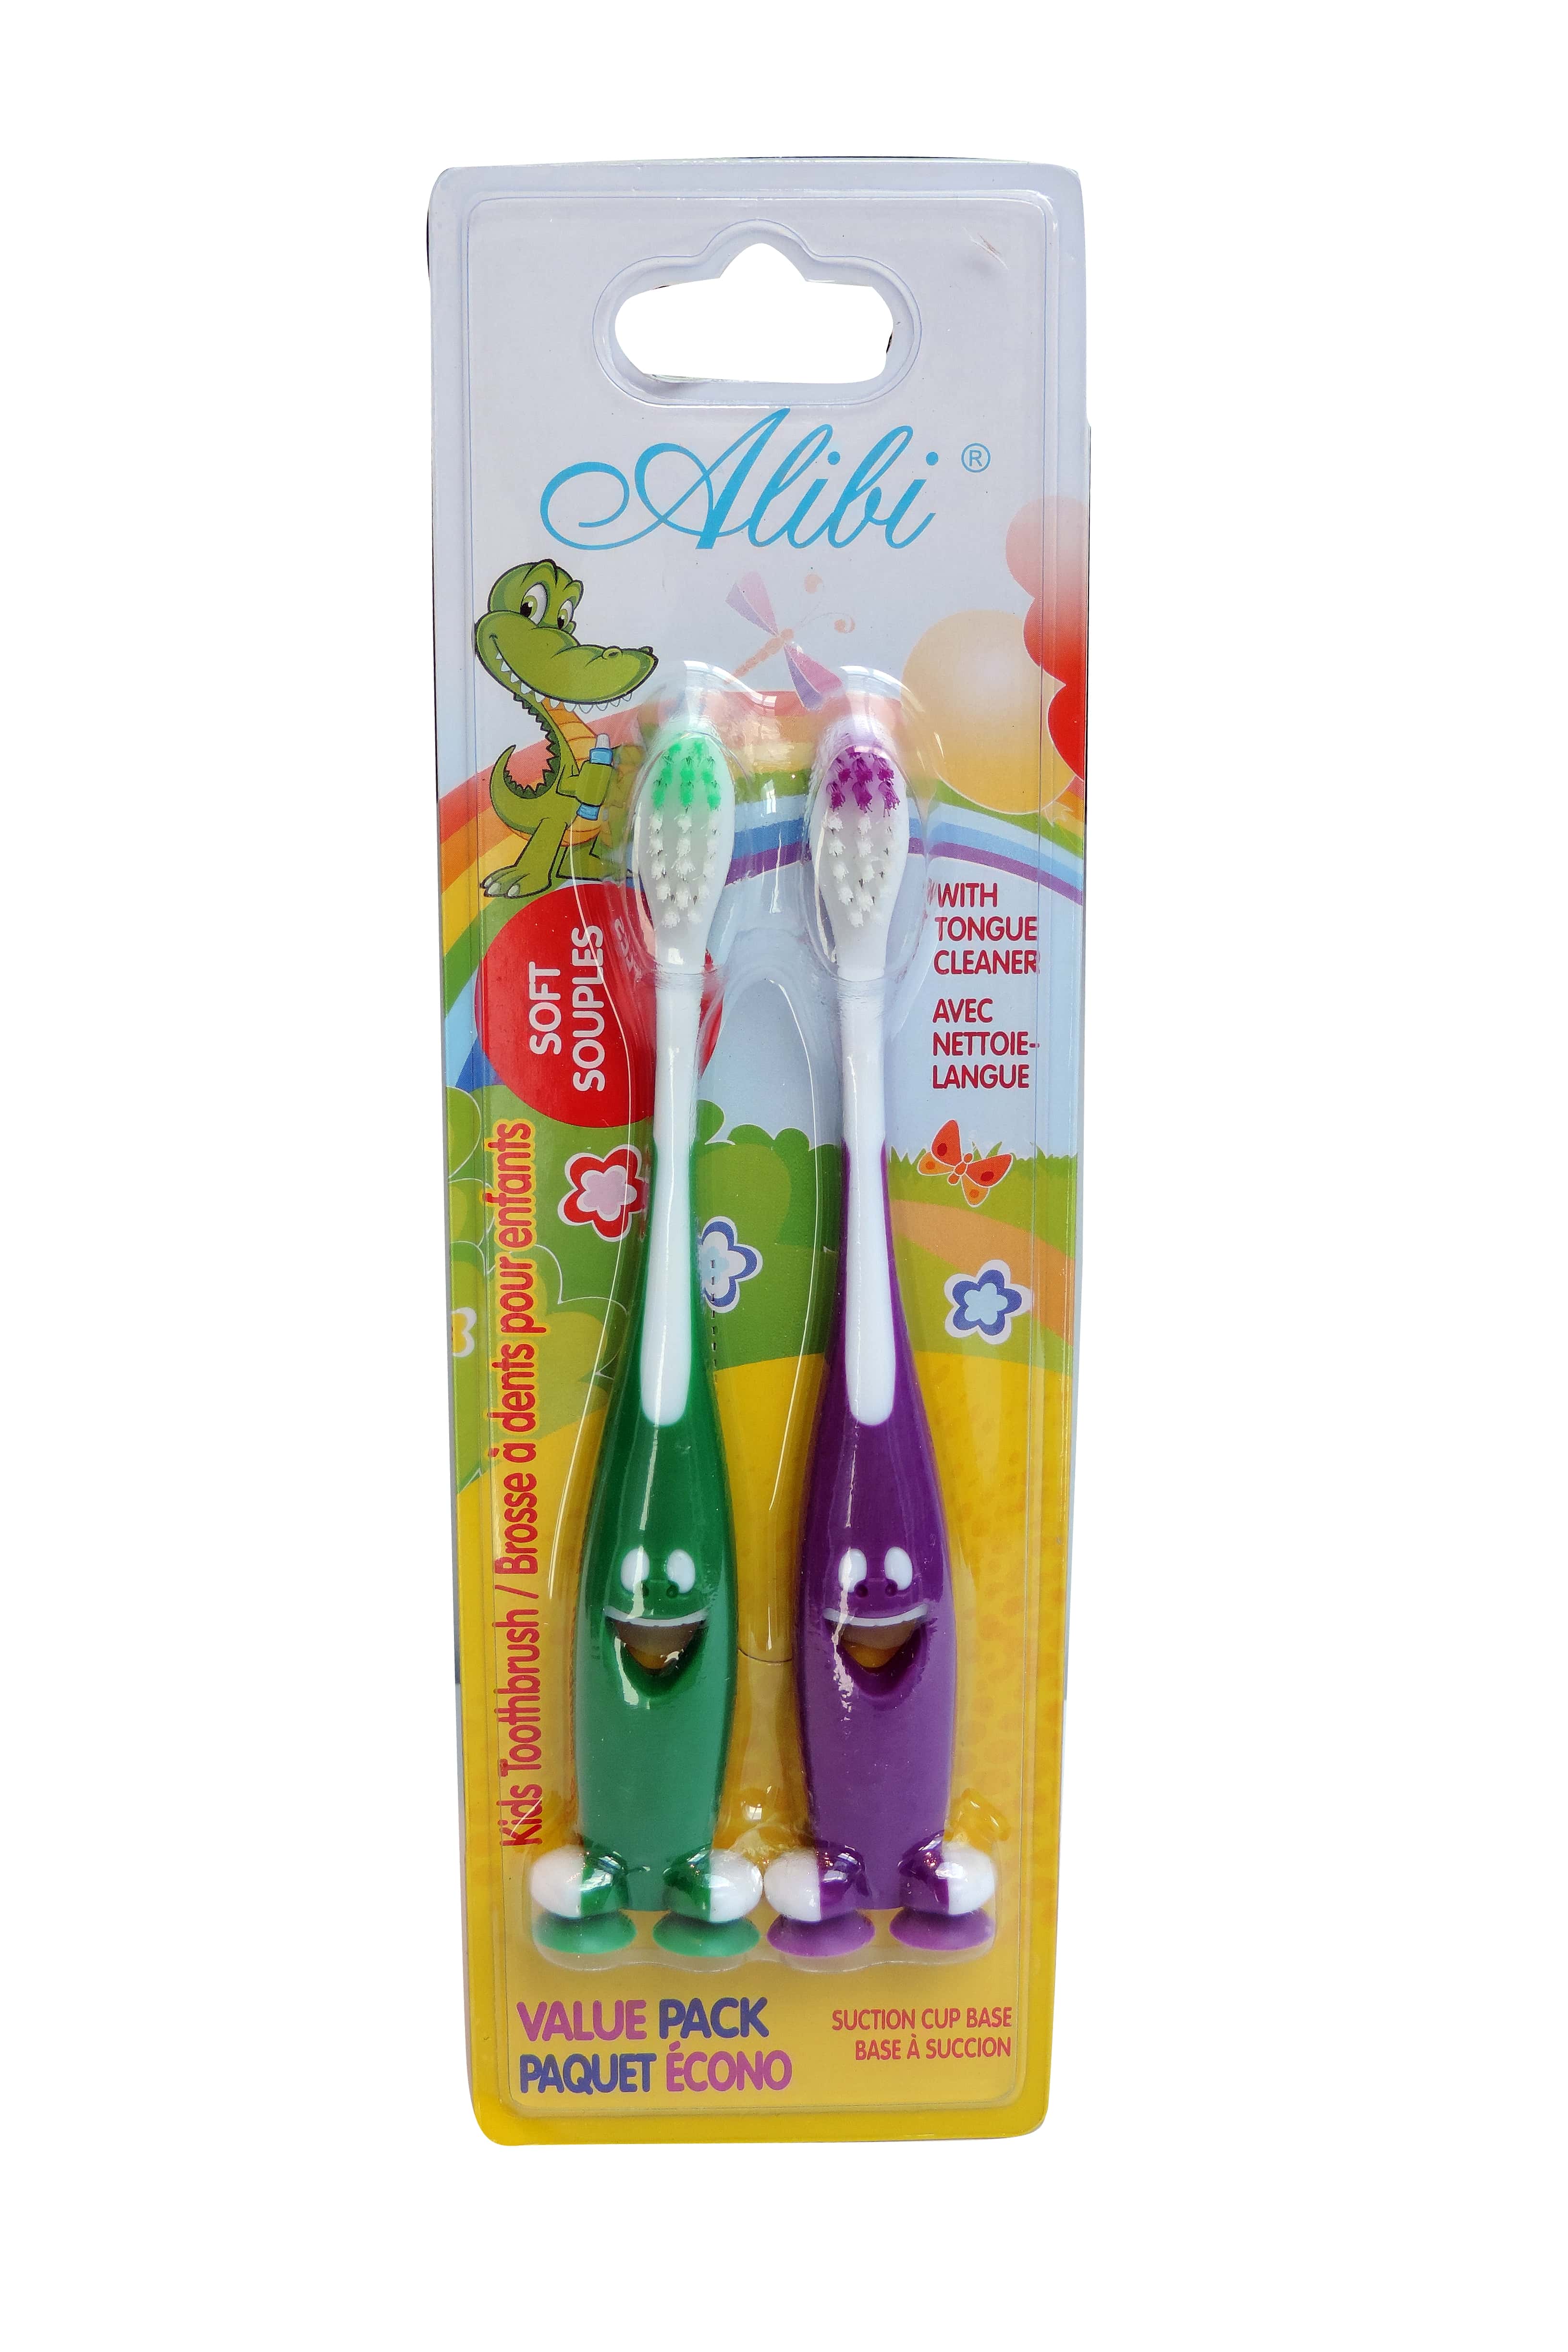 Alibi ®
SOFT
SOUPLES
WITH
TONGUE
CLEANER
AVEC
NETTOIE-
LANGUE
Kids Toothbrush / Brosse à dents pour enfants
VALUE PACK
PAQUET ÉCONO
SUCTION CUP BASE
BASE À SUCCION